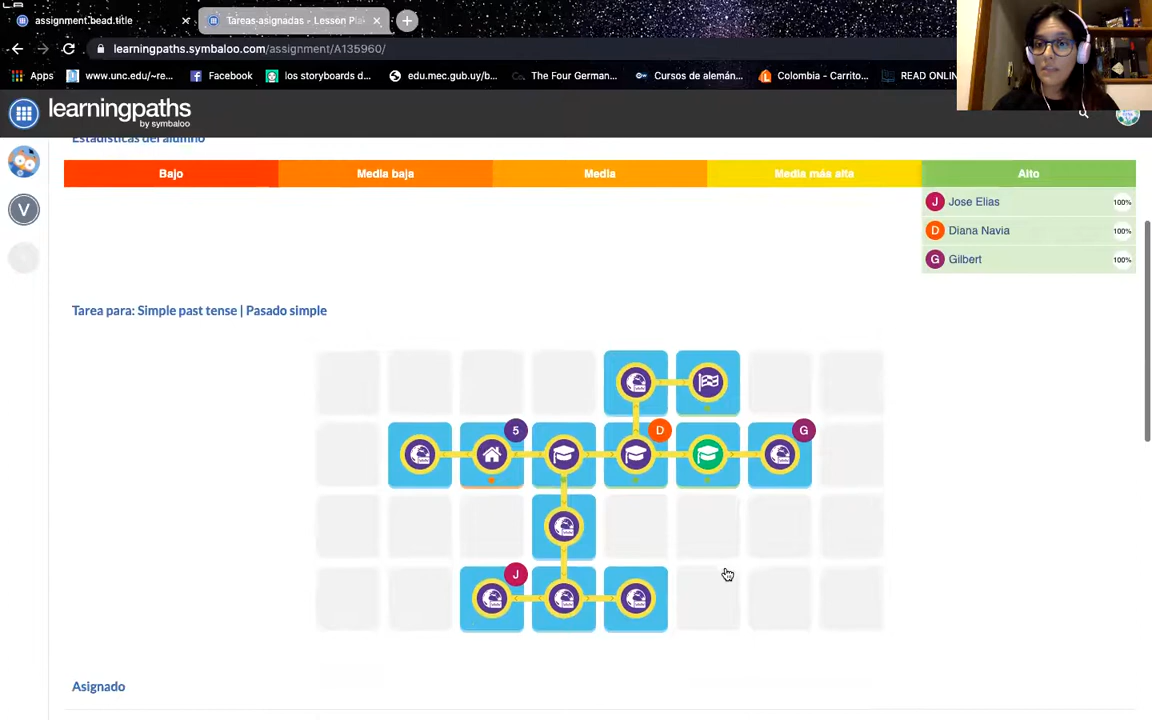 assignment.bead.title
Tareas-asignadas - Lesson Pla
learningpaths.symbaloo.com/assignment/A135960/
Apps
www.unc.edu/~re...
Facebook
los storyboards d...
edu.mec.gub.uy/b...
The Four German...
Cursos de alemán...
Colombia - Carrito...
READ ONLIN
learningpaths
by symbaloo
Estadísticas del alumno
V
Bajo
Media baja
Media
Media más alta
Alto
J Jose Elias 100%
D Diana Navia 100%
G Gilbert 100%
Tarea para: Simple past tense | Pasado simple
5
D
G
J
Asignado